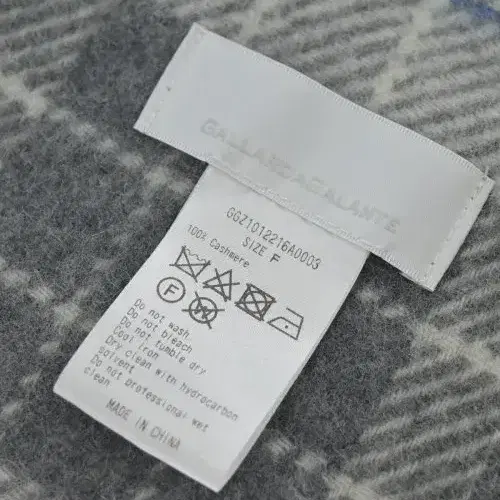 GALLARDAGALANTE
GGZ1012216A0003
SIZE F
100% Cashmere
F
Do not wash
Do not bleach
Do not tumble dry
Cool iron
Dry clean with hydrocarbon
solvent
Do not professional wet
clean
MADE IN CHINA